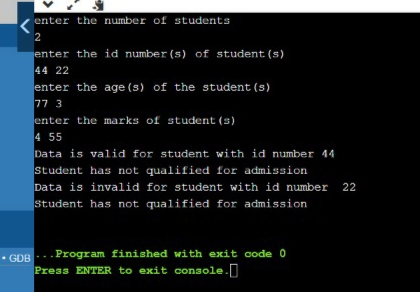 enter the number of students
2
enter the id number(s) of student(s)
44 22
enter the age(s) of the student(s)
77 3
enter the marks of student(s)
4 55
Data is valid for student with id number 44
Student has not qualified for admission
Data is invalid for student with id number  22
Student has not qualified for admission
...Program finished with exit code 0
• GDB
Press ENTER to exit console.